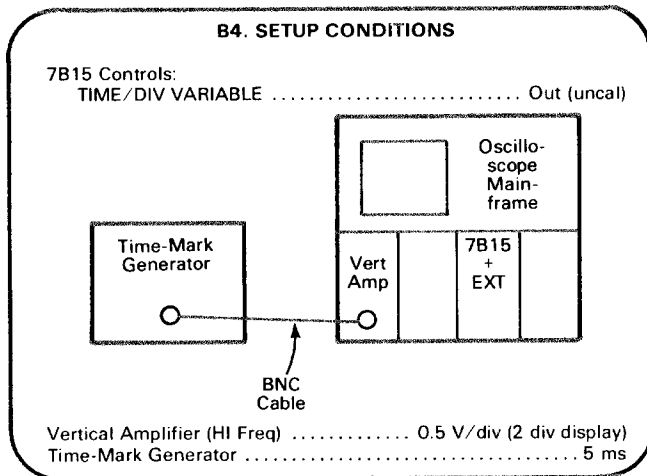 B4. SETUP CONDITIONS
7B15 Controls:
TIME/DIV VARIABLE ........................... Out (uncal)
Oscillo-
scope
Main-
frame
Time-Mark
Generator
Vert
Amp
7B15
+
EXT
BNC
Cable
Vertical Amplifier (HI Freq) ............. 0.5 V/div (2 div display)
Time-Mark Generator ....................................... 5 ms